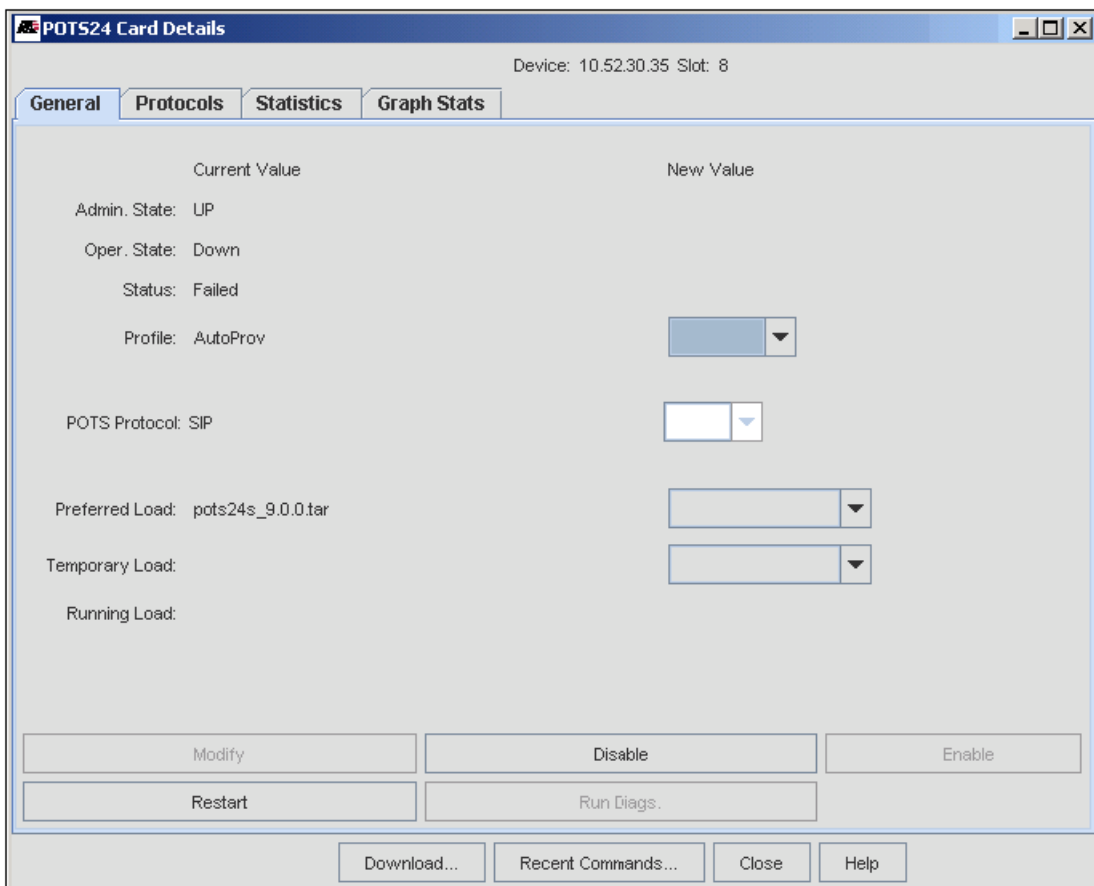 POTS24 Card Details
Device: 10.52.30.35 Slot: 8
General Protocols Statistics Graph Stats
Current Value New Value
Admin. State: UP
Oper. State: Down
Status: Failed
Profile: AutoProv
POTS Protocol: SIP
Preferred Load: pots24s_9.0.0.tar
Temporary Load:
Running Load:
Modify Disable Enable
Restart Run Diags.
Download... Recent Commands... Close Help